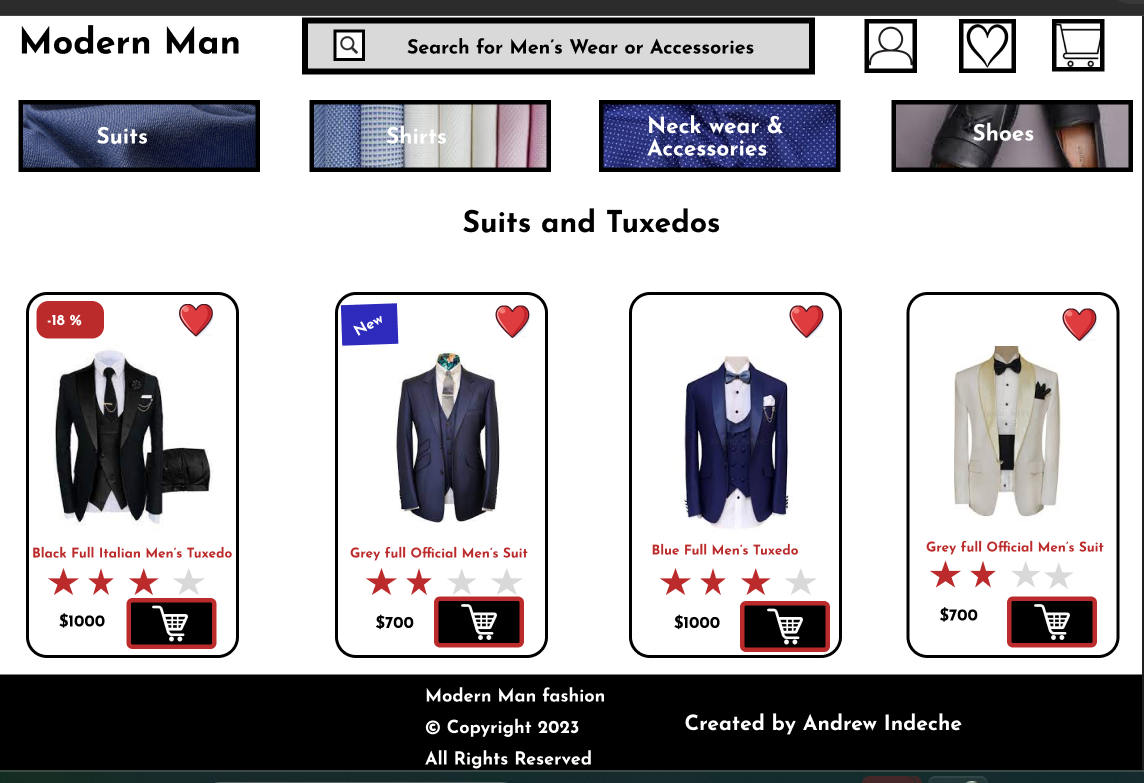 Modern Man
Search for Men's Wear or Accessories
Suits
Shirts
Neck wear &
Accessories
Shoes
Suits and Tuxedos
-18 %
New
Black Full Italian Men's Tuxedo
Grey full Official Men's Suit
Blue Full Men's Tuxedo
Grey full Official Men's Suit
$1000
$700
$1000
$700
Modern Man fashion
© Copyright 2023
All Rights Reserved
Created by Andrew Indeche